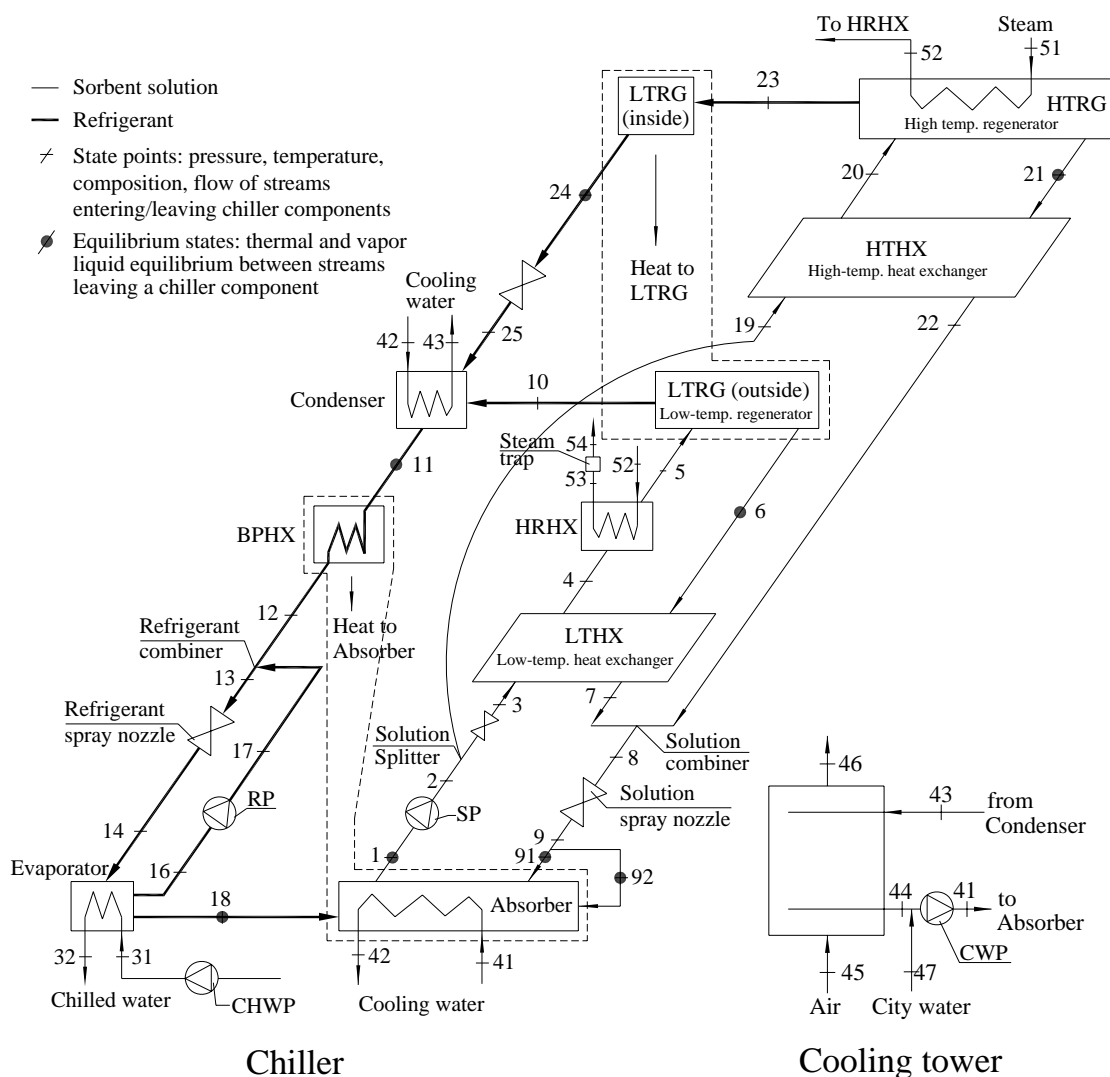 To HRHX
52
Steam
51
Sorbent solution
Refrigerant
State points: pressure, temperature,
composition, flow of streams
entering/leaving chiller components
Equilibrium states: thermal and vapor
liquid equilibrium between streams
leaving a chiller component
LTRG
(inside)
23
HTRG
High temp. regenerator
20
21
24
HTHX
High-temp. heat exchanger
Heat to
LTRG
Cooling
water
42
43
25
19
22
Condenser
10
LTRG (outside)
Low-temp. regenerator
Steam
trap
54
53
52
5
11
6
BPHX
HRHX
4
12
Heat to
Absorber
LTHX
Low-temp. heat exchanger
Refrigerant
combiner
13
7
3
Refrigerant
spray nozzle
17
Solution
Splitter
2
8
Solution
combiner
46
RP
SP
Solution
spray nozzle
43
from
Condenser
14
16
1
9
91
92
Evaporator
18
Absorber
44
41
to
Absorber
CWP
32
31
42
41
45
47
Chilled water
CHWP
Cooling water
Air
City water
Chiller
Cooling tower